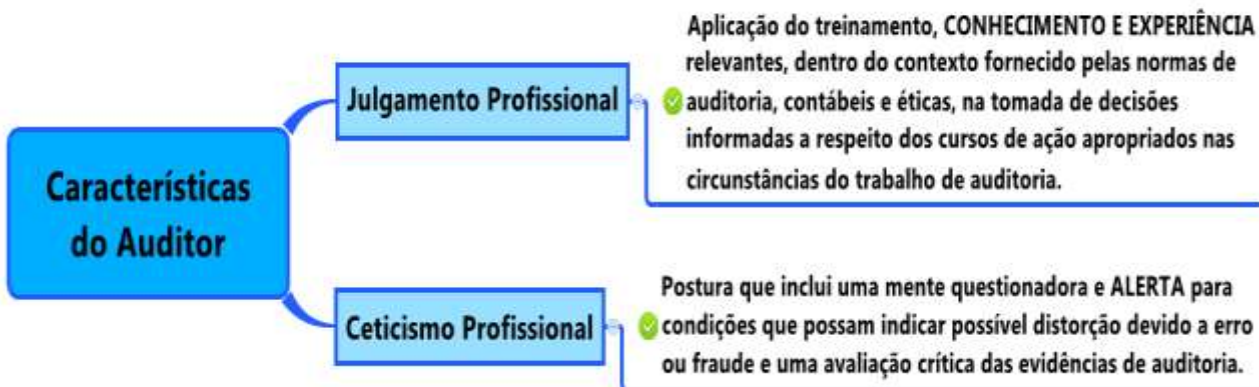 Características
do Auditor
Julgamento Profissional
Aplicação do treinamento, CONHECIMENTO E EXPERIÊNCIA
relevantes, dentro do contexto fornecido pelas normas de
auditoria, contábeis e éticas, na tomada de decisões
informadas a respeito dos cursos de ação apropriados nas
circunstâncias do trabalho de auditoria.
Ceticismo Profissional
Postura que inclui uma mente questionadora e ALERTA para
condições que possam indicar possível distorção devido a erro
ou fraude e uma avaliação crítica das evidências de auditoria.